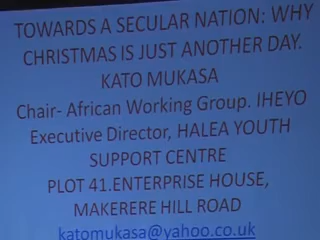 TOWARDS A SECULAR NATION: WHY
CHRISTMAS IS JUST ANOTHER DAY.
KATO MUKASA
Chair- African Working Group. IHEYO
Executive Director, HALEA YOUTH
SUPPORT CENTRE
PLOT 41.ENTERPRISE HOUSE,
MAKERERE HILL ROAD
katomukasa@yahoo.co.uk